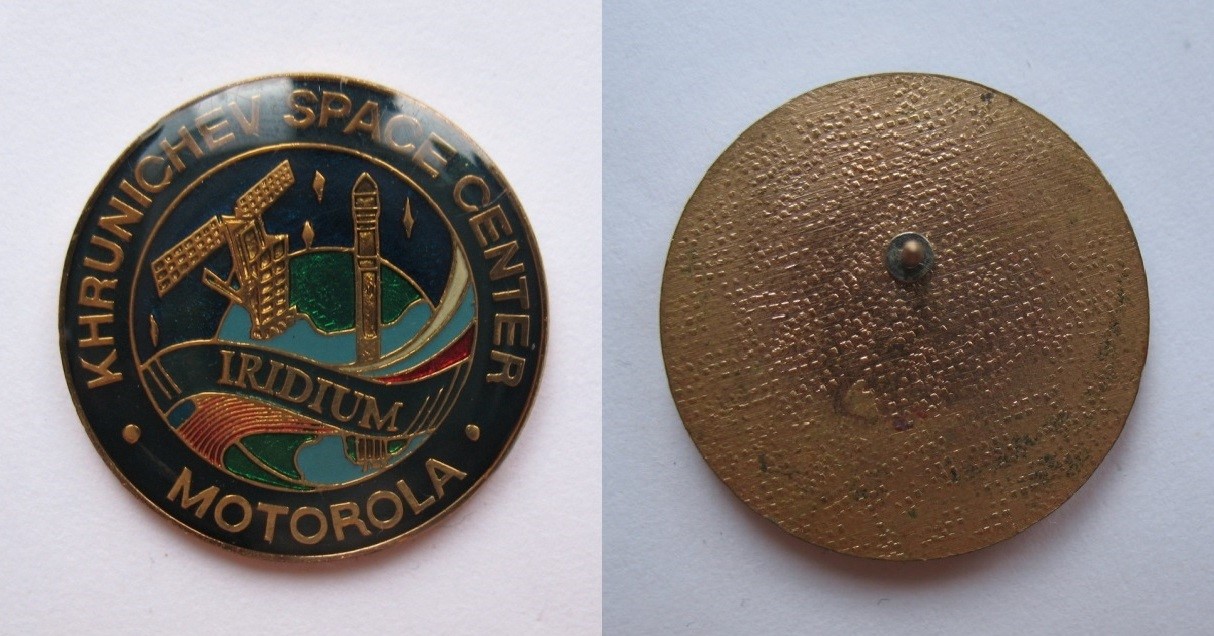 KHRUNICHEV SPACE CENTER
IRIDIUM
MOTOROLA